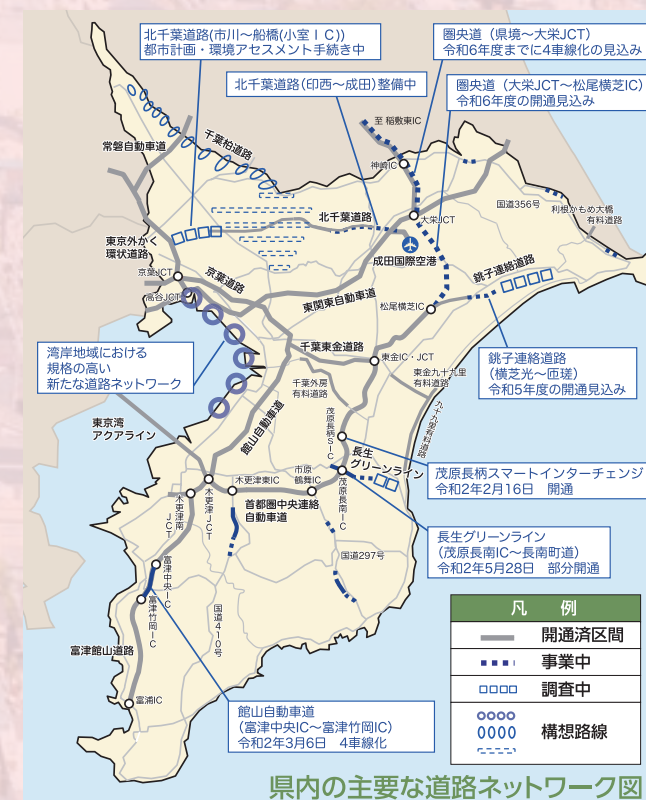 北千葉道路(市川～船橋(小室ＩＣ))
都市計画・環境アセスメント手続き中
圏央道（県境～大栄JCT）
令和6年度までに4車線化の見込み
北千葉道路(印西～成田)整備中
圏央道（大栄JCT～松尾横芝IC)
令和6年度の開通見込み
至 稲敷東IC
千葉柏道路
常磐自動車道
神崎IC
国道356号
利根かもめ大橋
有料道路
北千葉道路
大栄JCT
東京外かく
環状道路
成田国際空港
京葉JCT
京葉道路
銚子連絡道路
高谷JCT
東関東自動車道
松尾横芝IC
湾岸地域における
規格の高い
新たな道路ネットワーク
千葉東金道路
東金IC・JCT
銚子連絡道路
(横芝光～匝瑳)
令和5年度の開通見込み
千葉外房
有料道路
東金九十九里
有料道路
九十九里有料道路
東京湾
アクアライン
館山自動車道
茂原長柄SIC
長生
グリーンライン
茂原長柄スマートインターチェンジ
令和2年2月16日　開通
木更津東IC
市原
鶴舞IC
茂原長南IC
木更津南JCT
木更津JCT
首都圏中央連絡
自動車道
長生グリーンライン
(茂原長南IC～長南町道)
令和2年5月28日　部分開通
国道297号
富津中央IC
富津竹岡IC
国道410号
富津館山道路
富浦IC
館山自動車道
（富津中央IC～富津竹岡IC)
令和2年3月6日　4車線化
凡　例
開通済区間
事業中
調査中
構想路線
県内の主要な道路ネットワーク図